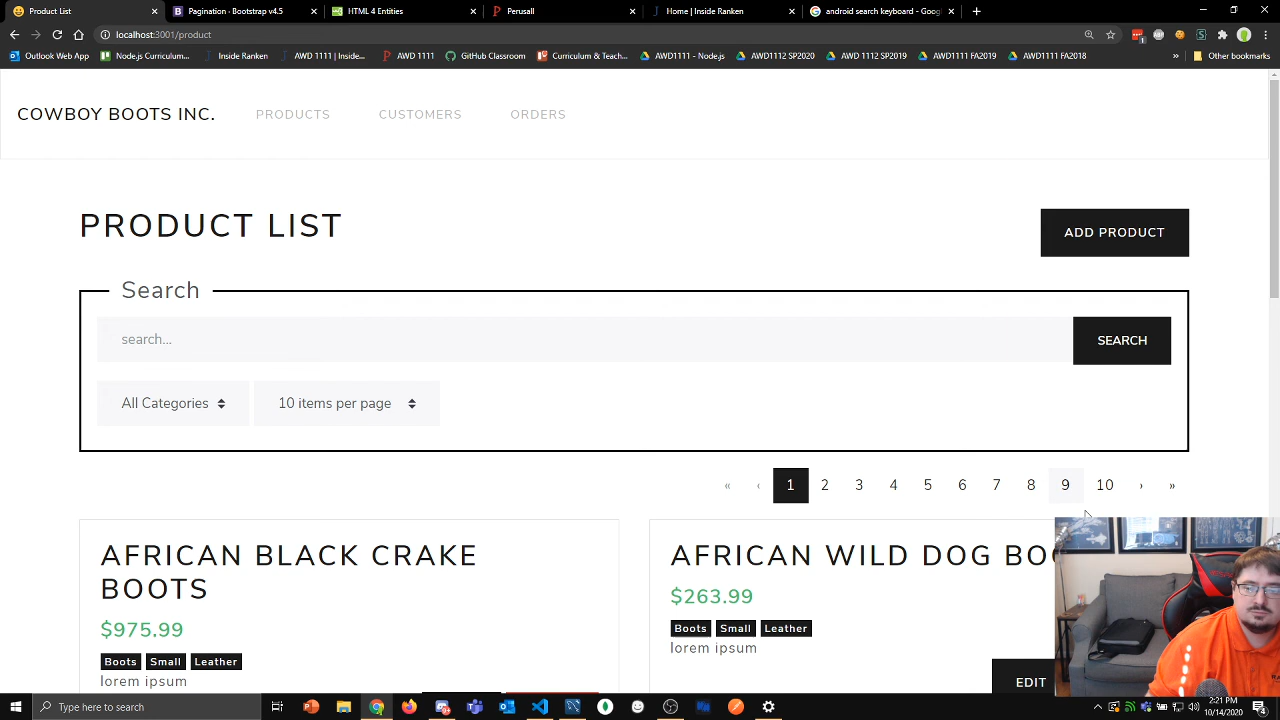 Product List
Pagination · Bootstrap v4.5
HTML 4 Entities
Perusall
Home | Inside Ranken
android search keyboard - Goog
localhost:3001/product
Outlook Web App
Node.js Curriculum...
Inside Ranken
AWD 1111 | Inside...
AWD 1111
GitHub Classroom
Curriculum & Teach...
AWD1111 - Node.js
AWD1112 SP2020
AWD 1112 SP2019
AWD1111 FA2019
AWD1111 FA2018
»
Other bookmarks
COWBOY BOOTS INC.
PRODUCTS
CUSTOMERS
ORDERS
PRODUCT LIST
ADD PRODUCT
Search
search...
SEARCH
All Categories
10 items per page
« ‹ 1 2 3 4 5 6 7 8 9 10 › »
AFRICAN BLACK CRAKE
BOOTS
$975.99
Boots Small Leather
lorem ipsum
AFRICAN WILD DOG BOO
$263.99
Boots Small Leather
lorem ipsum
EDIT
Type here to search
2:21 PM
10/14/2020